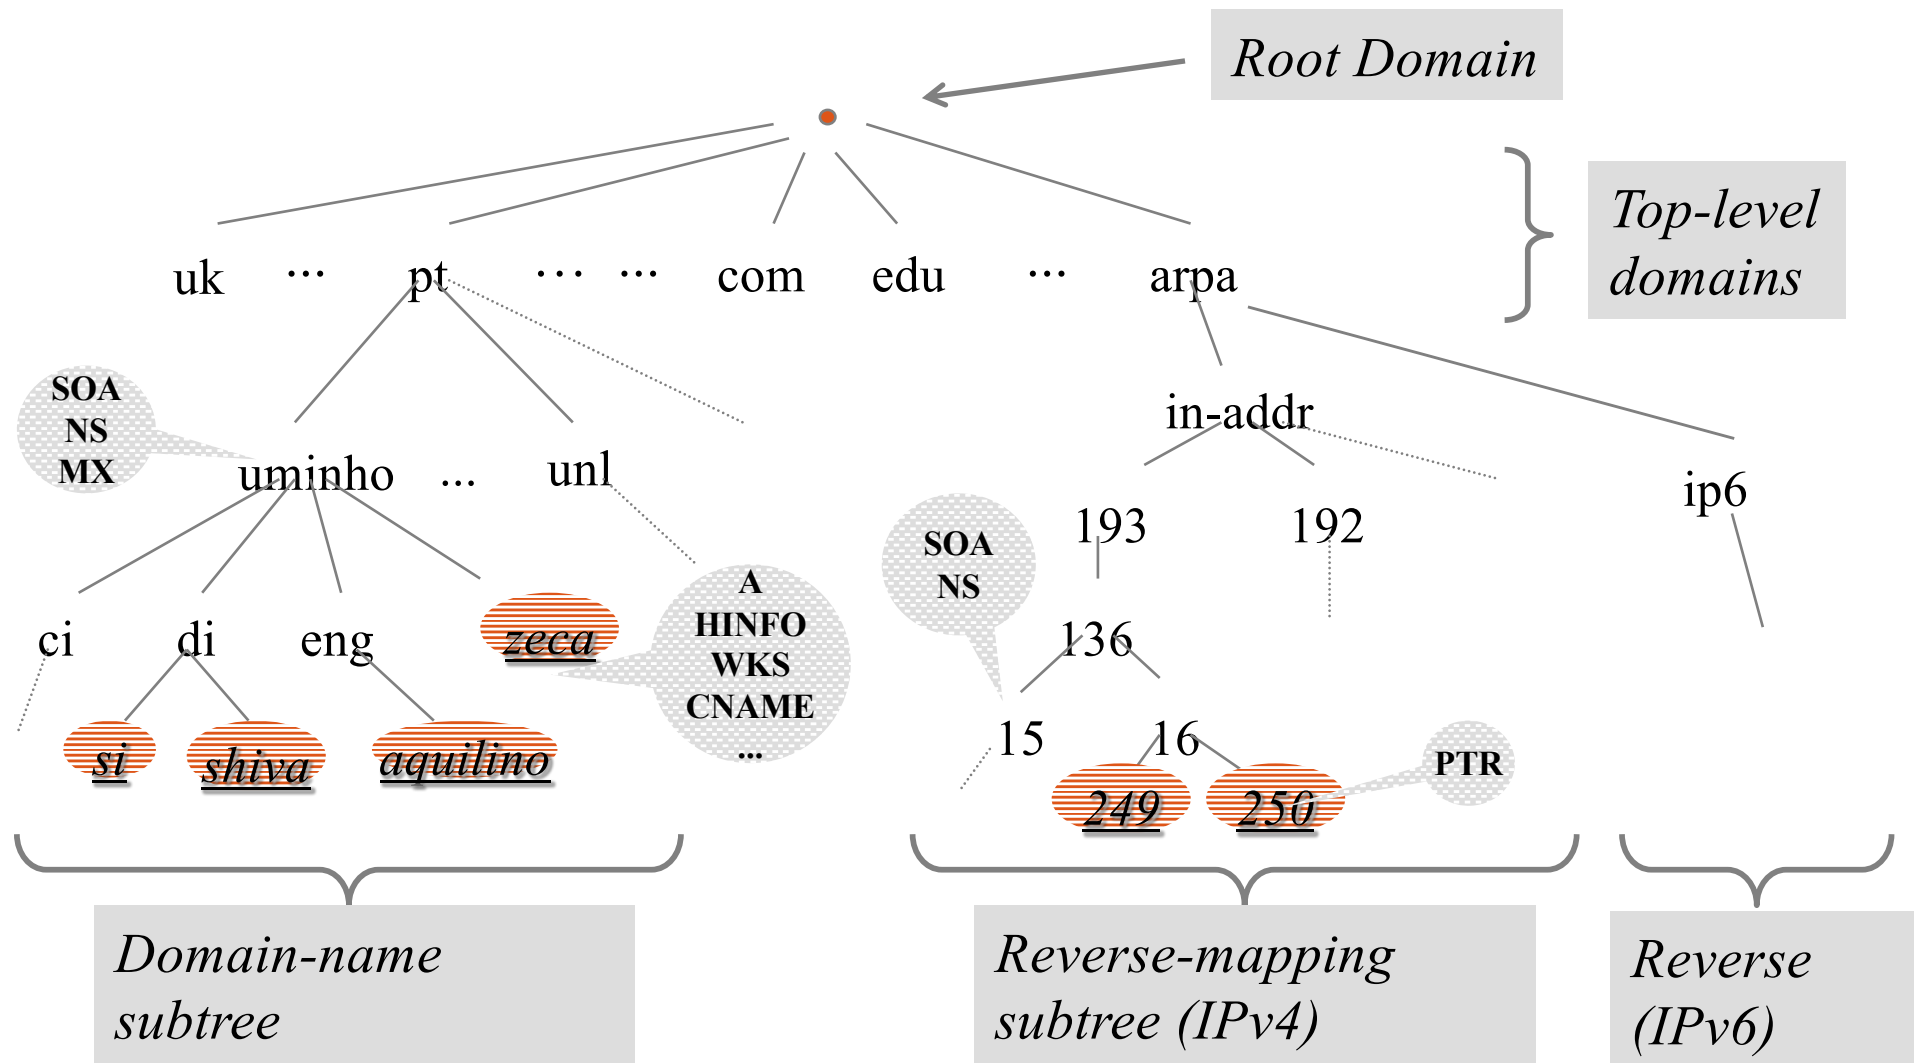 Root Domain
Top-level
domains
uk ... pt ... ... com edu ... arpa
SOA
NS
MX
in-addr
uminho ... unl
ip6
193 192
SOA
NS
A
HINFO
WKS
CNAME
...
ci di eng zeca
136
si shiva aquilino
15 16
PTR
249 250
Domain-name
subtree
Reverse-mapping
subtree (IPv4)
Reverse
(IPv6)